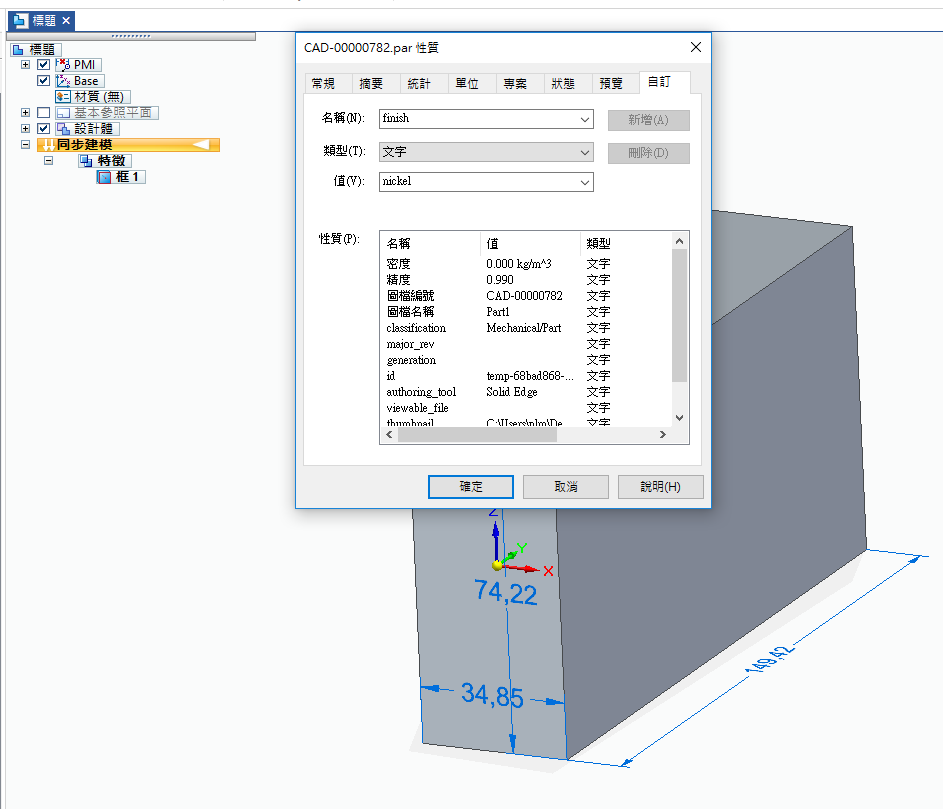 標題
標題
PMI
Base
材質 (無)
基本參照平面
設計體
同步建模
特徵
框 1
CAD-00000782.par 性質
常規 摘要 統計 單位 專案 狀態 預覽 自訂
名稱(N): finish 新增(A)
類型(T): 文字 刪除(D)
值(V): nickel
性質(P):
名稱 值 類型
密度 0.000 kg/m^3 文字
精度 0.990 文字
圖檔編號 CAD-00000782 文字
圖檔名稱 Part1 文字
classification Mechanical/Part 文字
major_rev 文字
generation 文字
id temp-68bad868-... 文字
authoring_tool Solid Edge 文字
viewable_file 文字
thumbnail C:\Users\plm\De... 文字
確定 取消 說明(H)
Z
Y
X
74,22
34,85
149,42